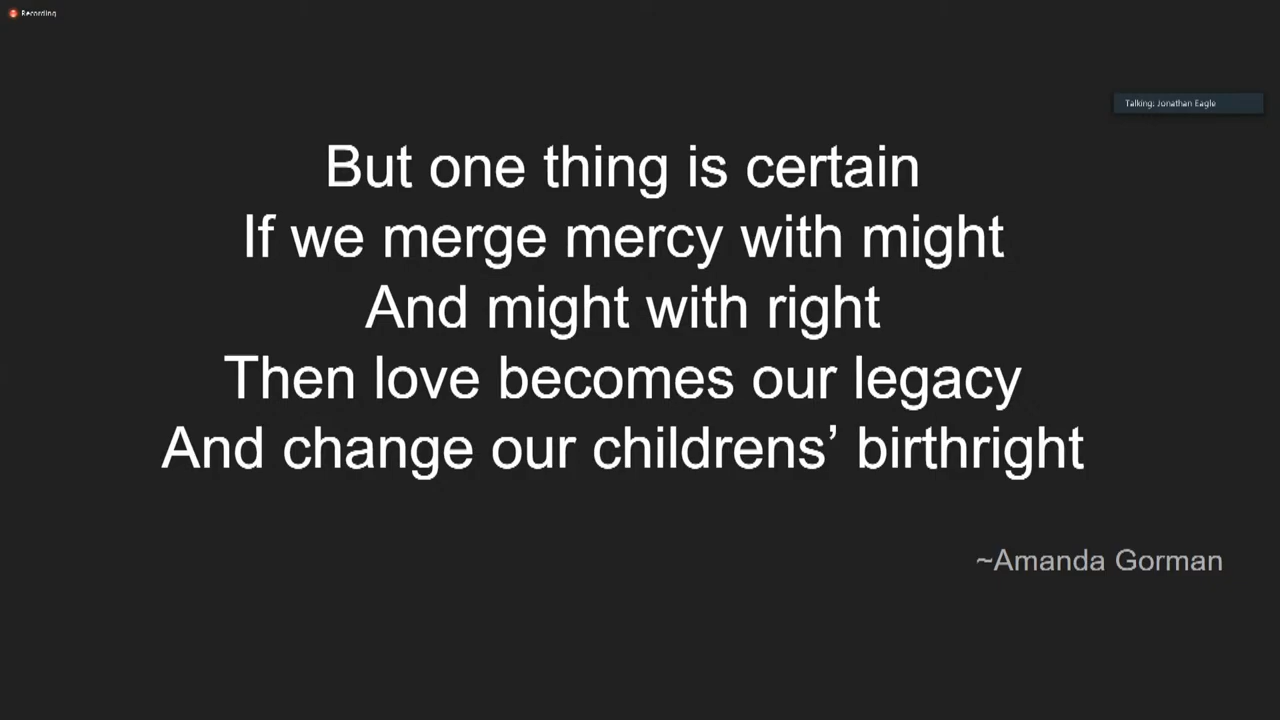 Recording
Talking: Jonathan Eagle
But one thing is certain
If we merge mercy with might
And might with right
Then love becomes our legacy
And change our childrens’ birthright
~Amanda Gorman